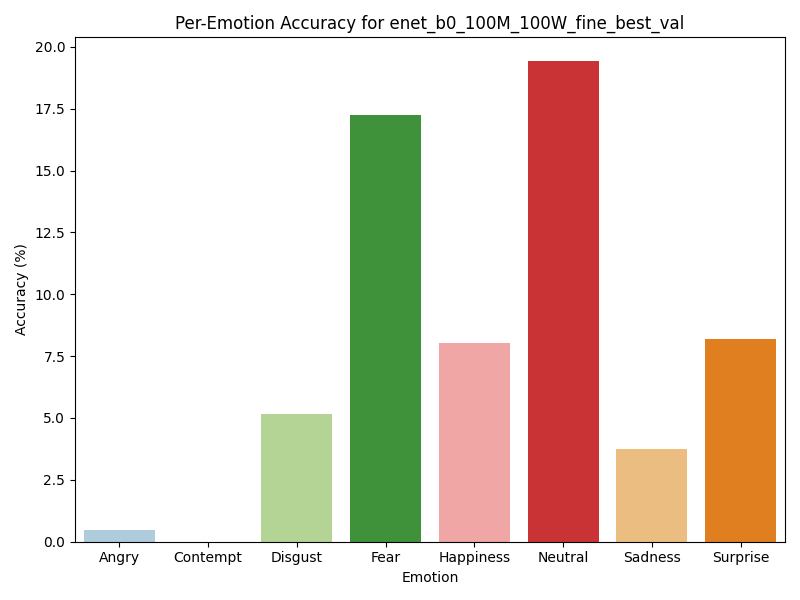 Per-Emotion Accuracy for enet_b0_100M_100W_fine_best_val
20.0
17.5
15.0
12.5
10.0
7.5
5.0
2.5
0.0
Accuracy (%)
Angry Contempt Disgust Fear Happiness Neutral Sadness Surprise
Emotion